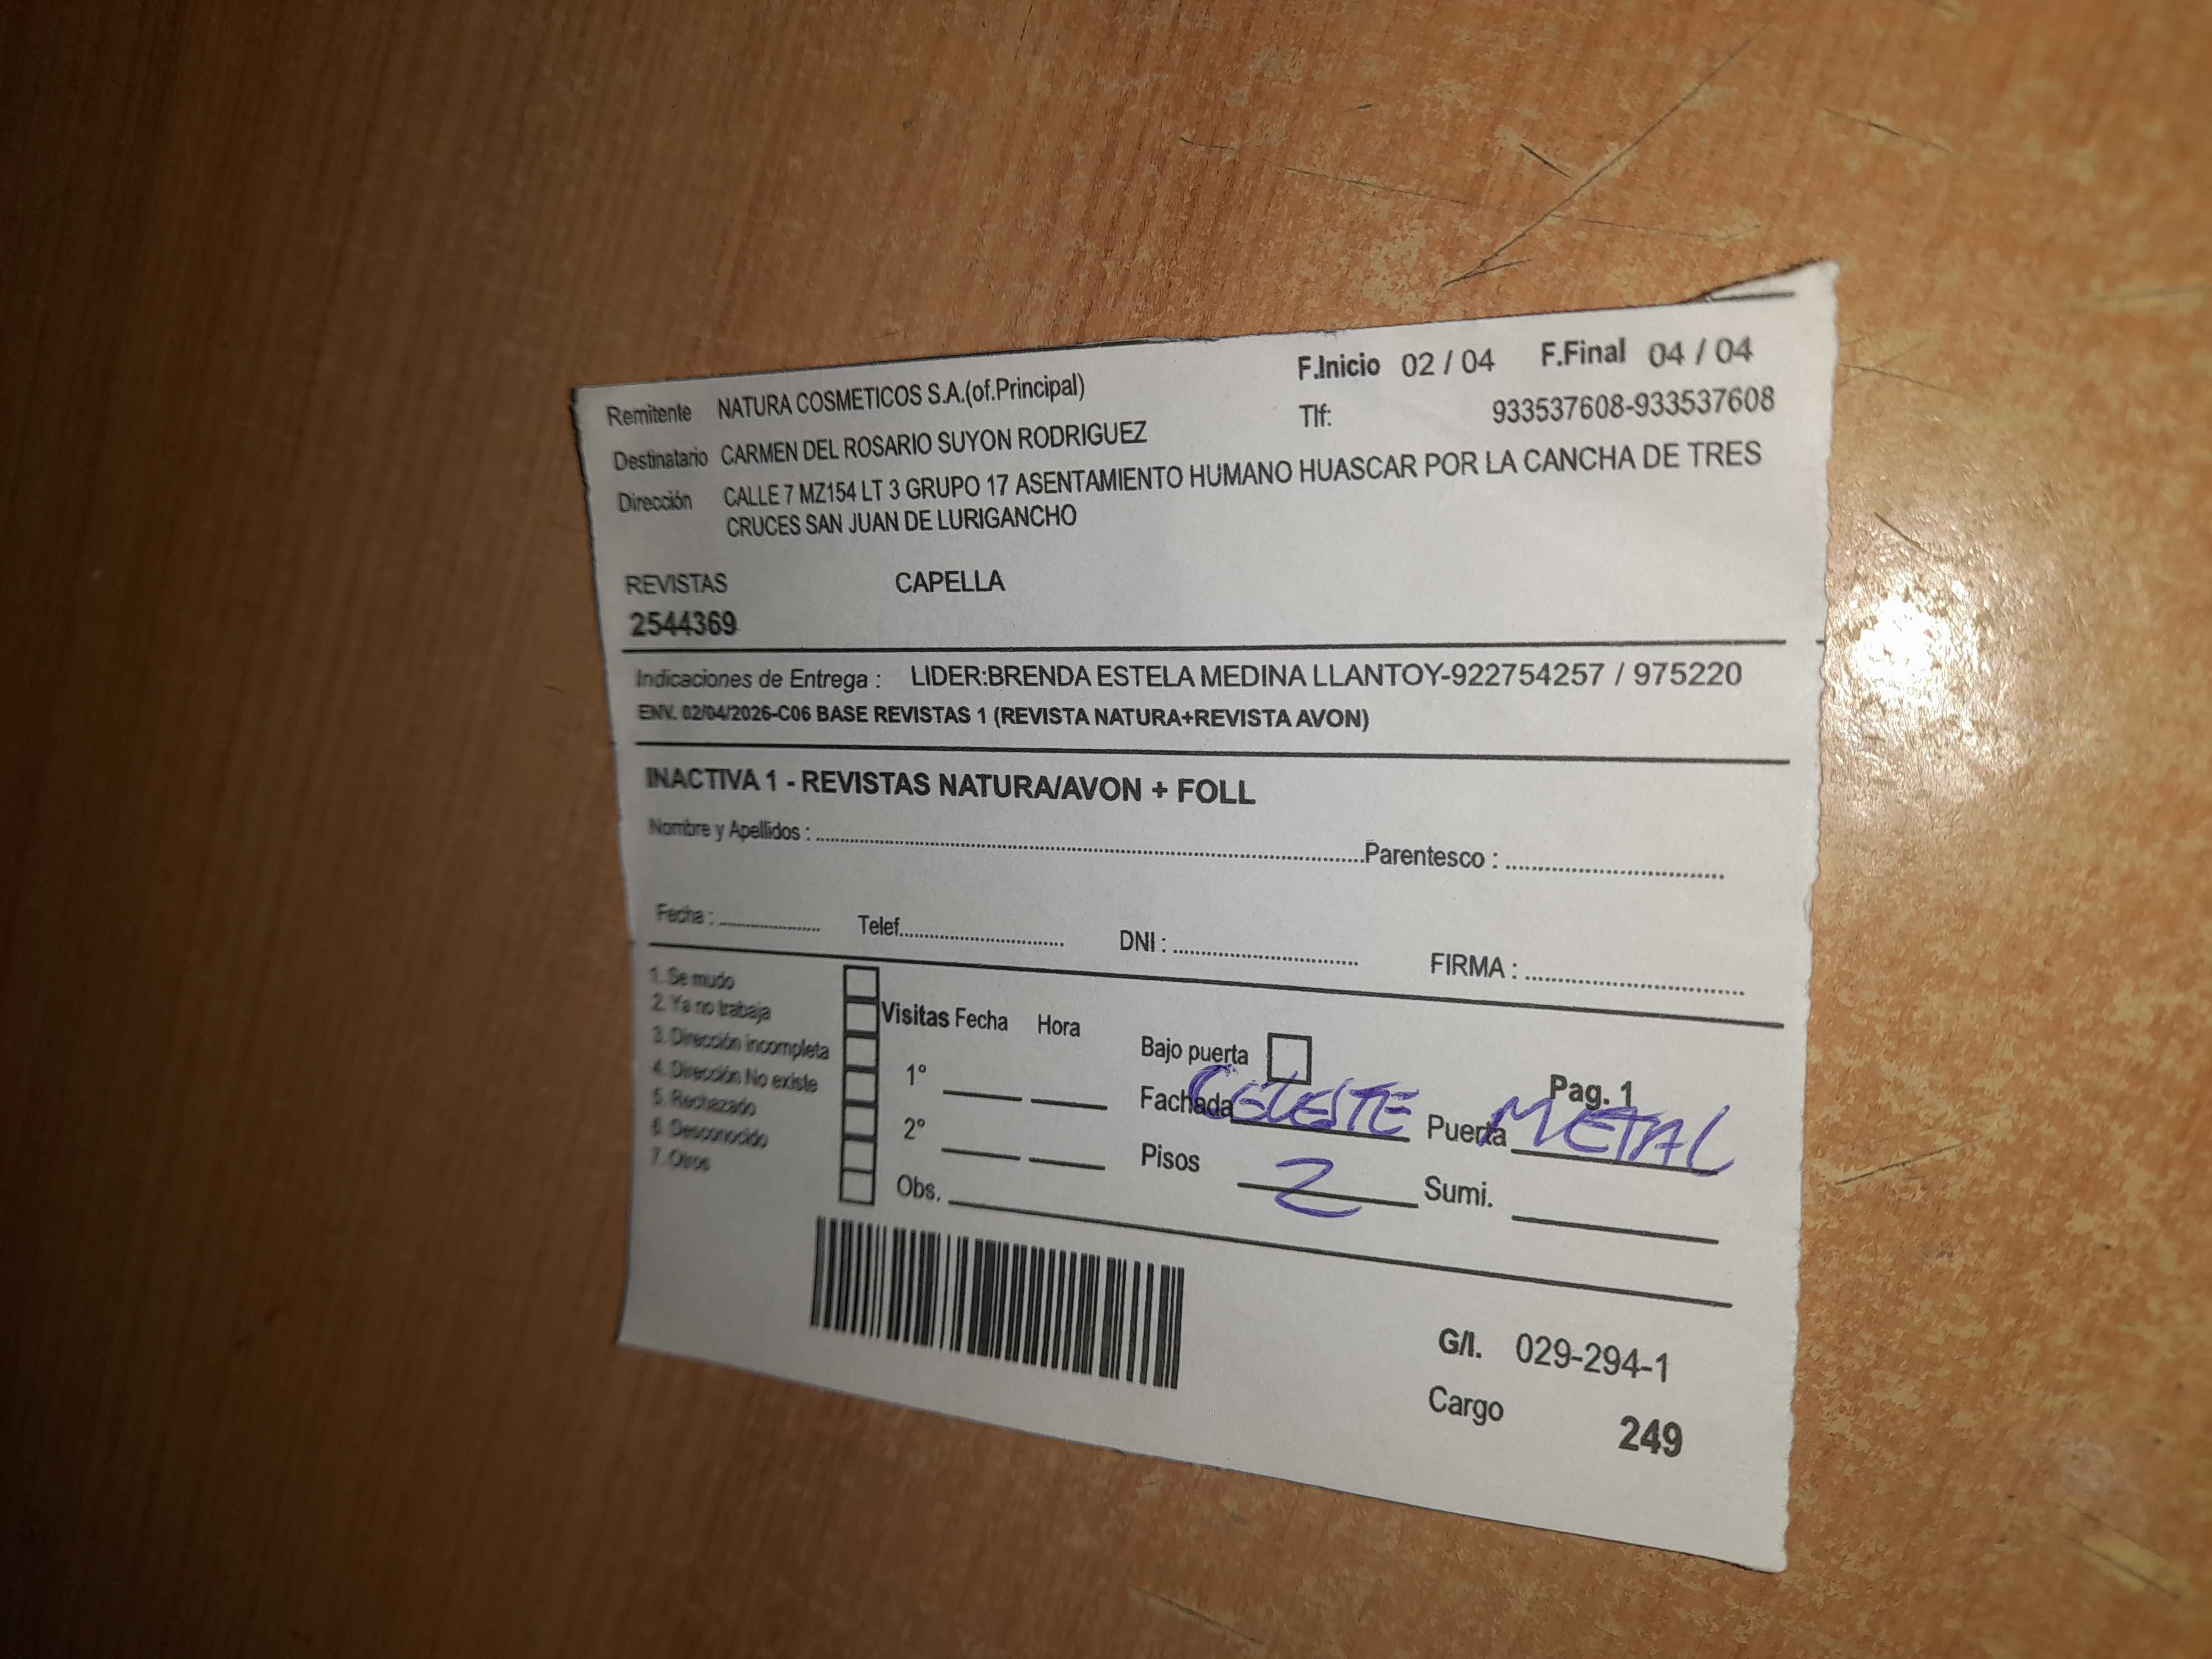 F.Inicio 02 / 04 F.Final 04 / 04
Remitente NATURA COSMETICOS S.A.(of.Principal)
Tlf: 933537608-933537608
Destinatario CARMEN DEL ROSARIO SUYON RODRIGUEZ
Dirección CALLE 7 MZ154 LT 3 GRUPO 17 ASENTAMIENTO HUMANO HUASCAR POR LA CANCHA DE TRES
CRUCES SAN JUAN DE LURIGANCHO
REVISTAS CAPELLA
2544369
Indicaciones de Entrega : LIDER:BRENDA ESTELA MEDINA LLANTOY-922754257 / 975220
ENV. 02/04/2026-C06 BASE REVISTAS 1 (REVISTA NATURA+REVISTA AVON)
INACTIVA 1 - REVISTAS NATURA/AVON + FOLL
Nombre y Apellidos : Parentesco :
Fecha : Telef. DNI : FIRMA :
1. Se mudo
2. Ya no trabaja
3. Dirección incompleta
4. Dirección No existe
5. Rechazado
6. Desconocido
7. Otros
Visitas Fecha Hora
1°
2°
Obs.
Bajo puerta
Pag. 1
Fachada CELESTE Puerta METAL
Pisos 2 Sumi.
G/I. 029-294-1
Cargo 249